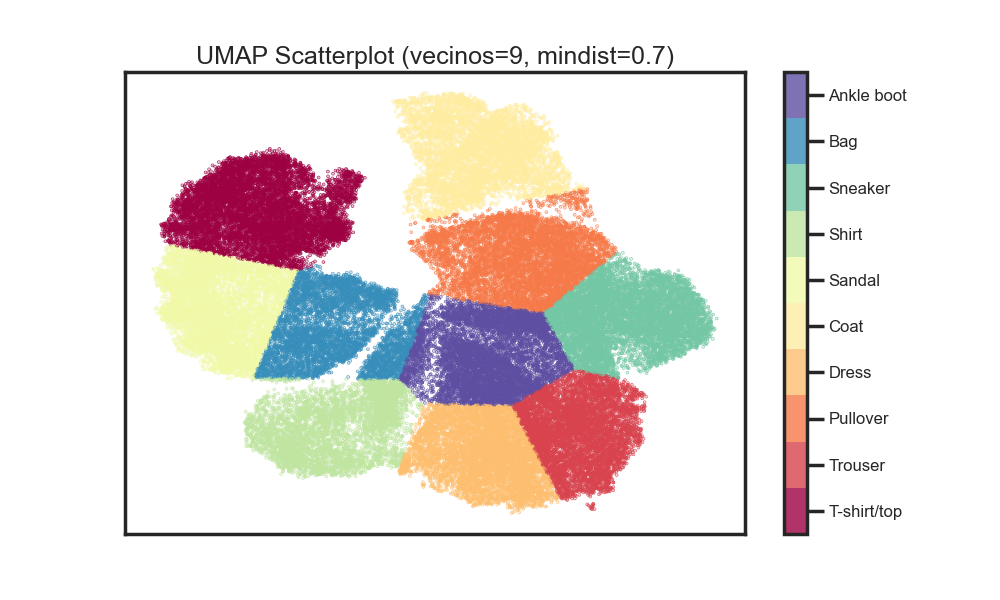 UMAP Scatterplot (vecinos=9, mindist=0.7)
Ankle boot
Bag
Sneaker
Shirt
Sandal
Coat
Dress
Pullover
Trouser
T-shirt/top